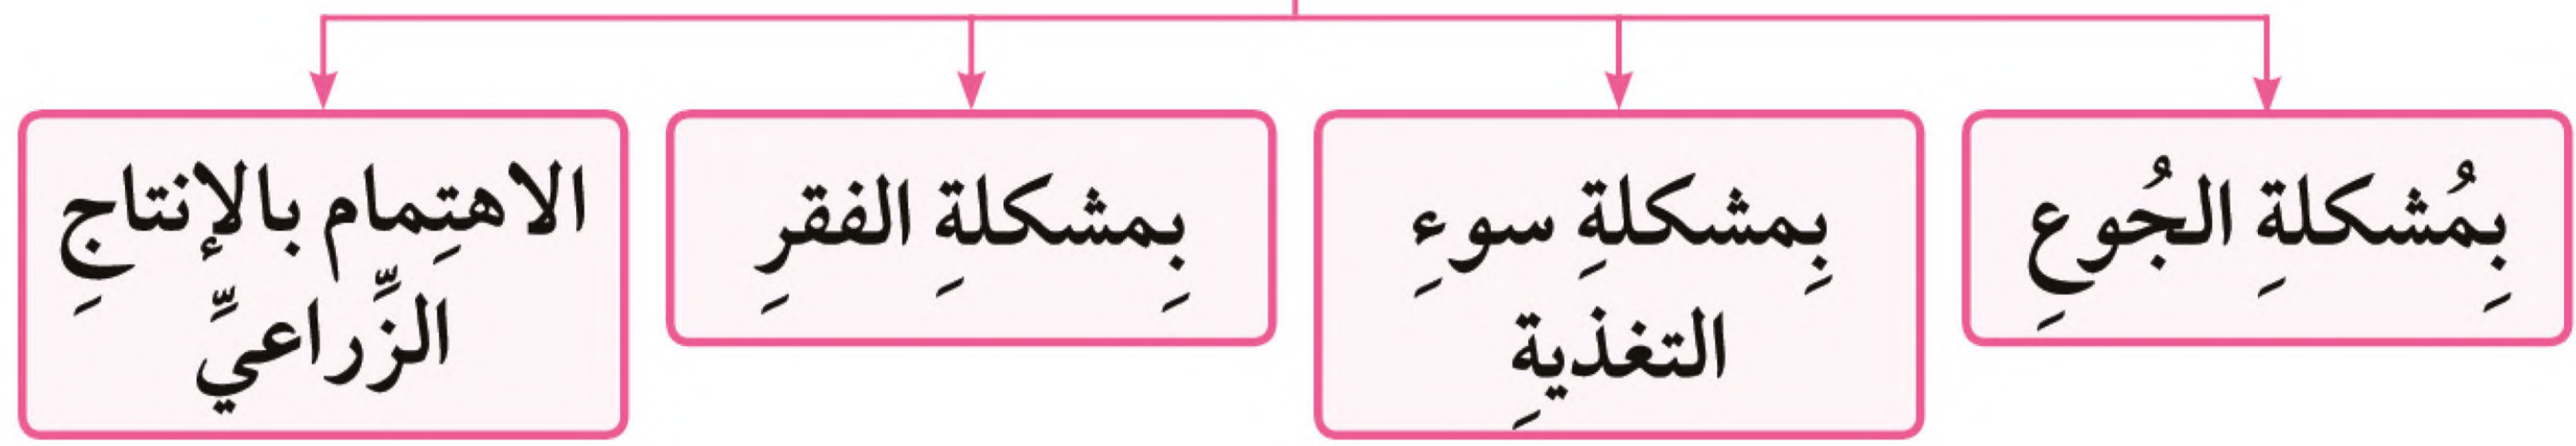 بِمُشكلةِ الجُوعِ
بِمشكلةِ سوءِ
التغذيةِ
بِمشكلةِ الفقرِ
الاهتِمام بالإنتاجِ
الزِّراعيِّ